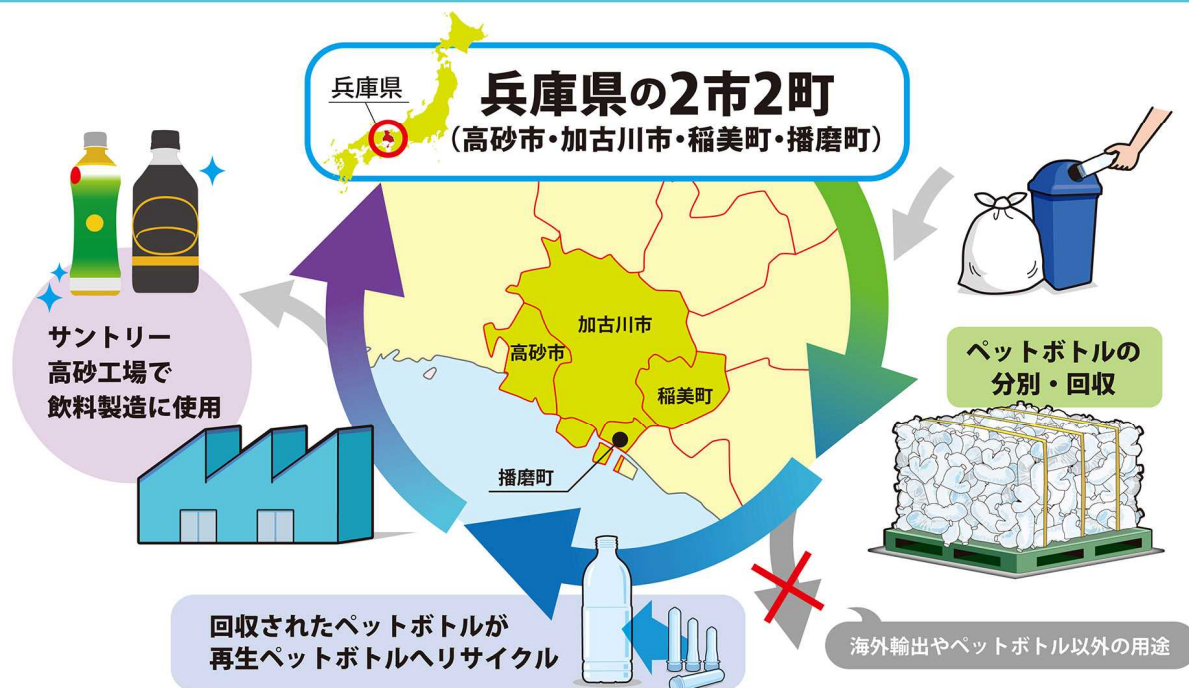 兵庫県
兵庫県の2市2町
（高砂市・加古川市・稲美町・播磨町）
ペットボトルの
分別・回収
加古川市
高砂市
稲美町
播磨町
海外輸出やペットボトル以外の用途
回収されたペットボトルが
再生ペットボトルへリサイクル
サントリー
高砂工場で
飲料製造に使用